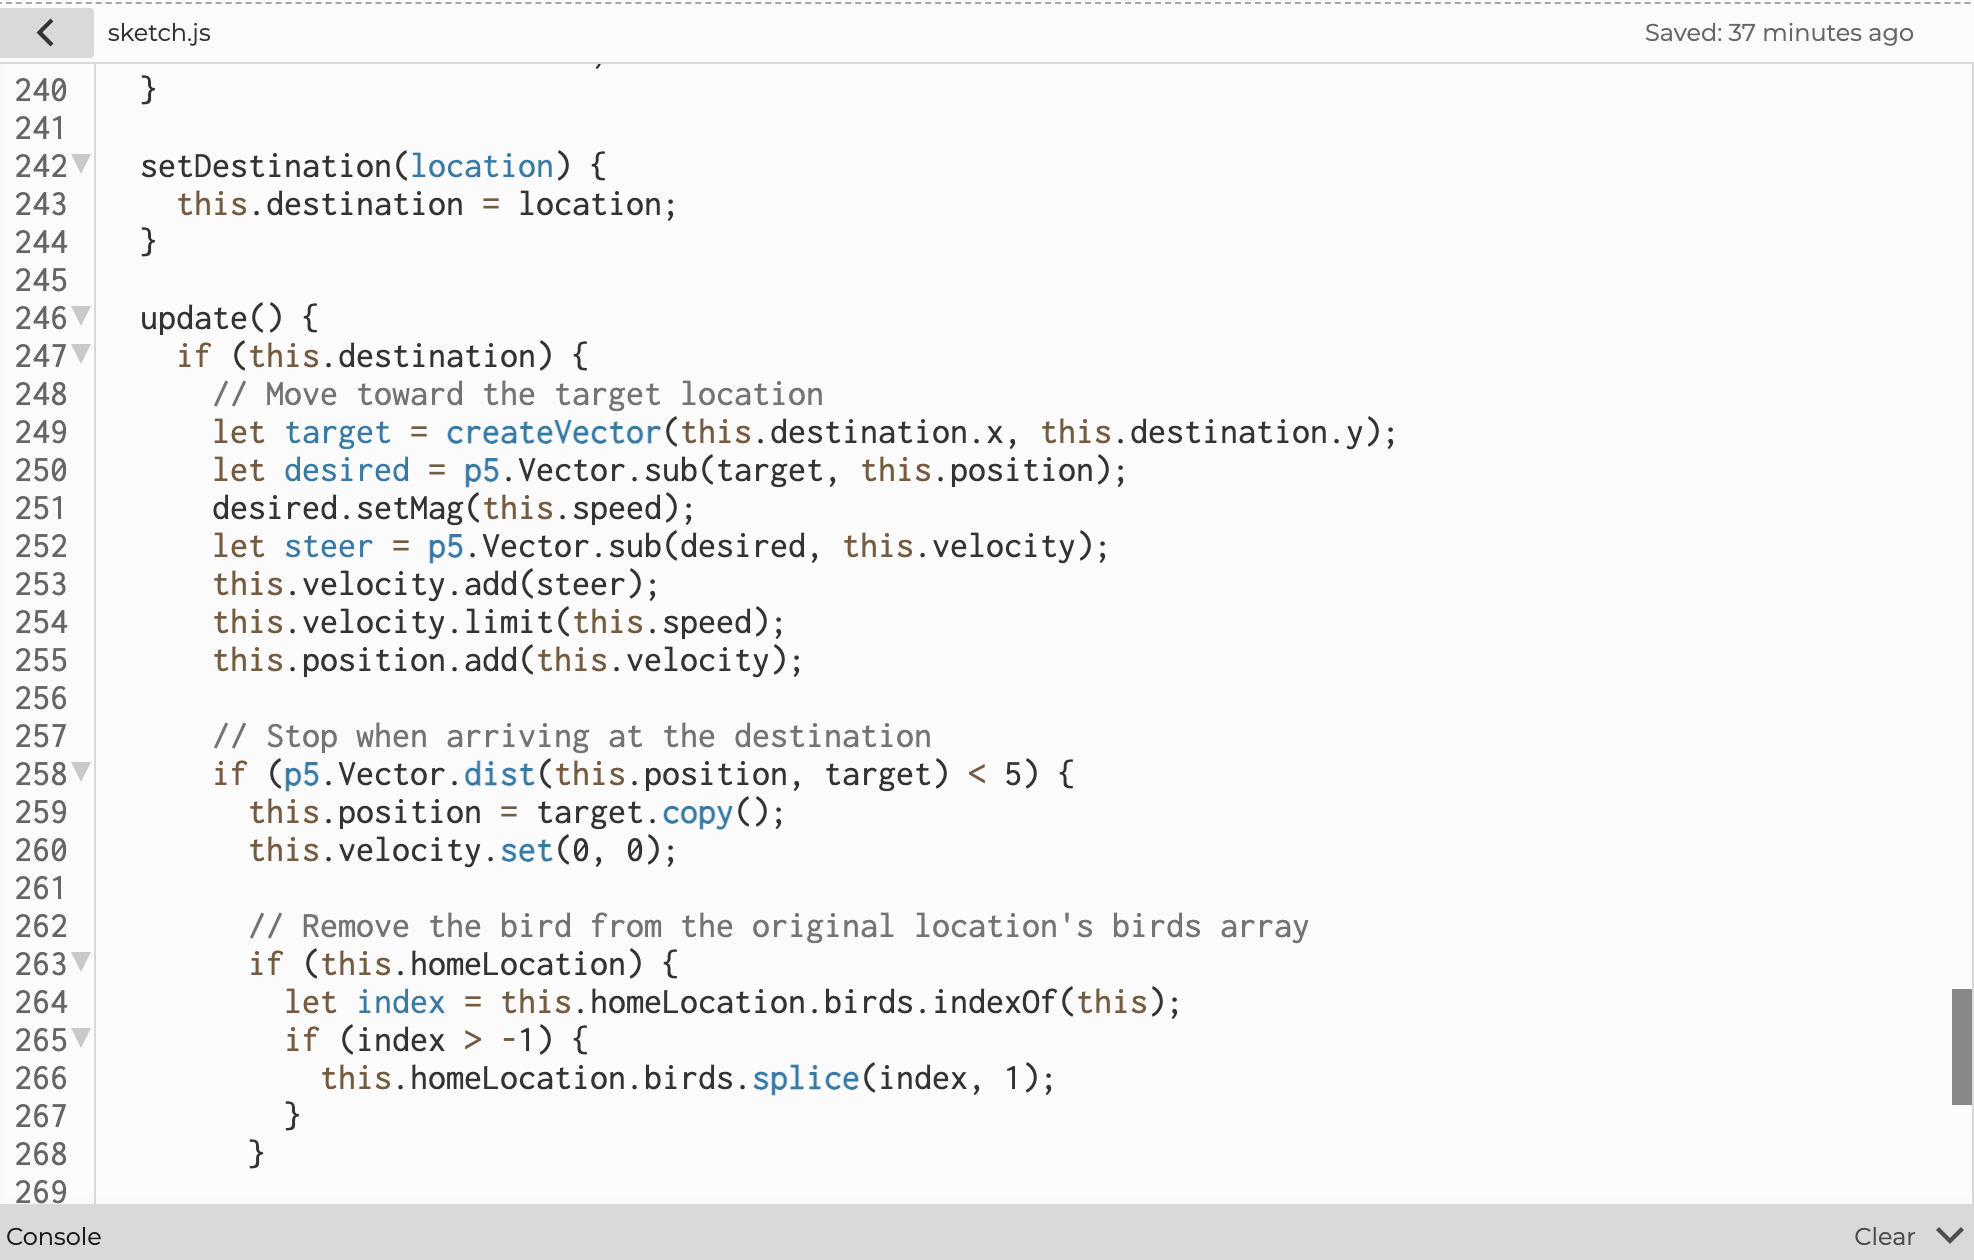 sketch.js
Saved: 37 minutes ago
240 }
241
242 setDestination(location) {
243 this.destination = location;
244 }
245
246 update() {
247 if (this.destination) {
248 // Move toward the target location
249 let target = createVector(this.destination.x, this.destination.y);
250 let desired = p5.Vector.sub(target, this.position);
251 desired.setMag(this.speed);
252 let steer = p5.Vector.sub(desired, this.velocity);
253 this.velocity.add(steer);
254 this.velocity.limit(this.speed);
255 this.position.add(this.velocity);
256
257 // Stop when arriving at the destination
258 if (p5.Vector.dist(this.position, target) < 5) {
259 this.position = target.copy();
260 this.velocity.set(0, 0);
261
262 // Remove the bird from the original location's birds array
263 if (this.homeLocation) {
264 let index = this.homeLocation.birds.indexOf(this);
265 if (index > -1) {
266 this.homeLocation.birds.splice(index, 1);
267 }
268 }
269
Console
Clear